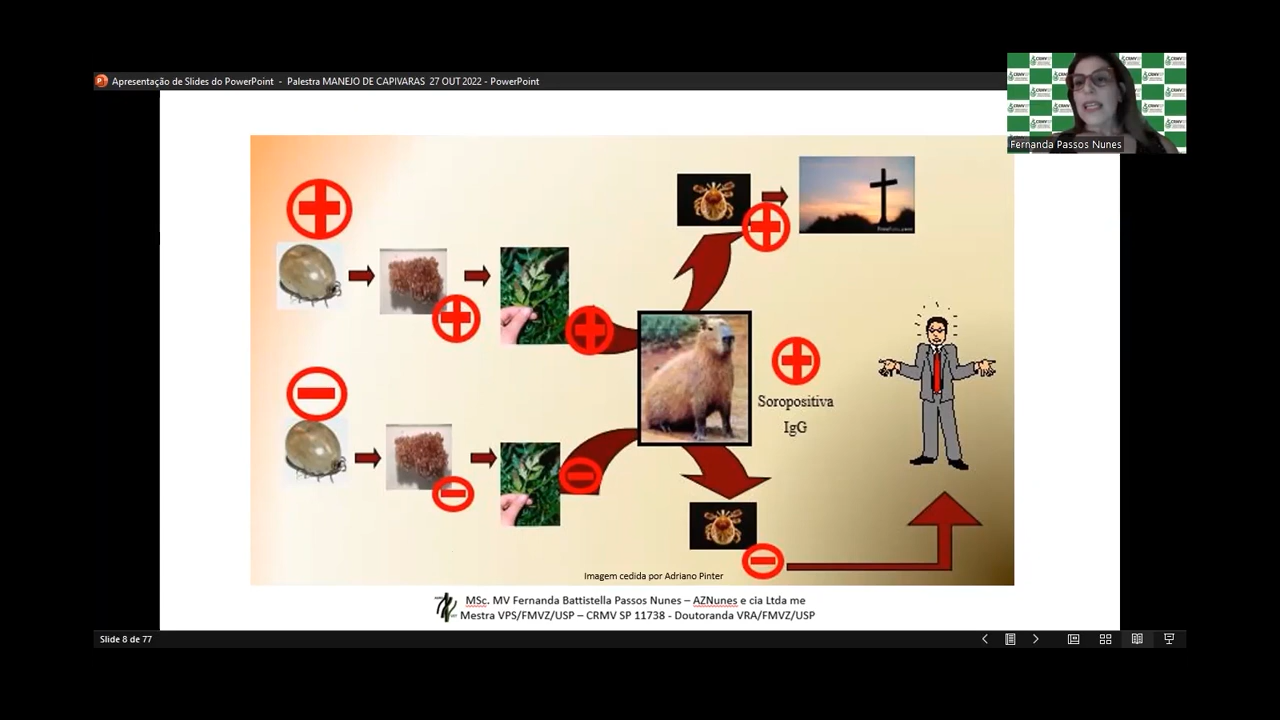 Apresentação de Slides do PowerPoint - Palestra MANEJO DE CAPIVARAS 27 OUT 2022 - PowerPoint
Fernanda Passos Nunes
Soropositiva
IgG
Imagem cedida por Adriano Pinter
MSc. MV Fernanda Battistella Passos Nunes – AZNunes e cia Ltda me
Mestra VPS/FMVZ/USP – CRMV SP 11738 - Doutoranda VRA/FMVZ/USP
Slide 8 de 77